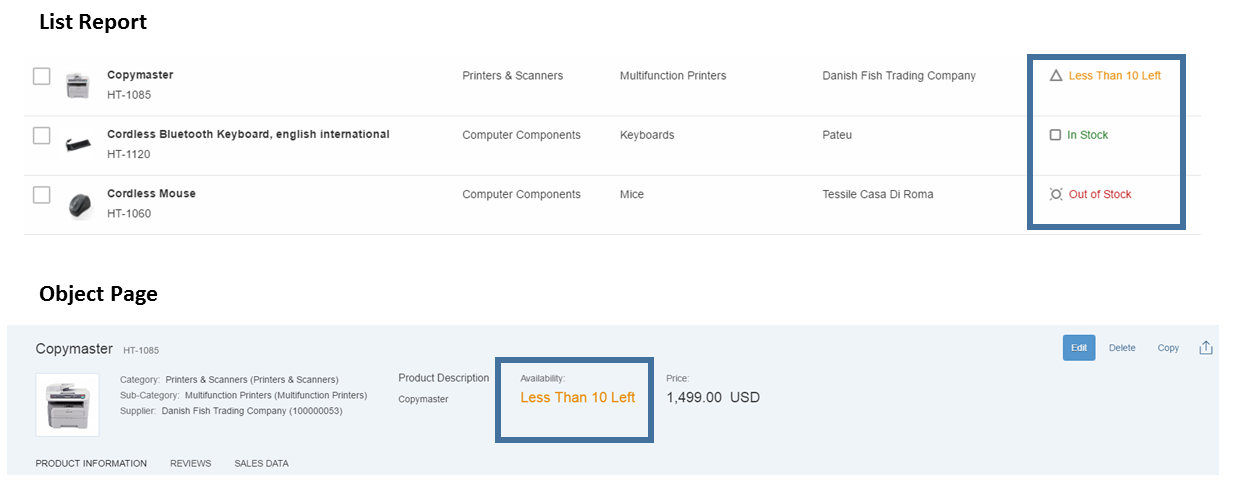 List Report
Copymaster Printers & Scanners Multifunction Printers Danish Fish Trading Company Less Than 10 Left
HT-1085
Cordless Bluetooth Keyboard, english international Computer Components Keyboards Pateu In Stock
HT-1120
Cordless Mouse Computer Components Mice Tessile Casa Di Roma Out of Stock
HT-1060
Object Page
Copymaster HT-1085 Edit Delete Copy
Category: Printers & Scanners (Printers & Scanners) Product Description Availability: Price:
Sub-Category: Multifunction Printers (Multifunction Printers) Copymaster Less Than 10 Left 1,499.00 USD
Supplier: Danish Fish Trading Company (100000053)
PRODUCT INFORMATION REVIEWS SALES DATA